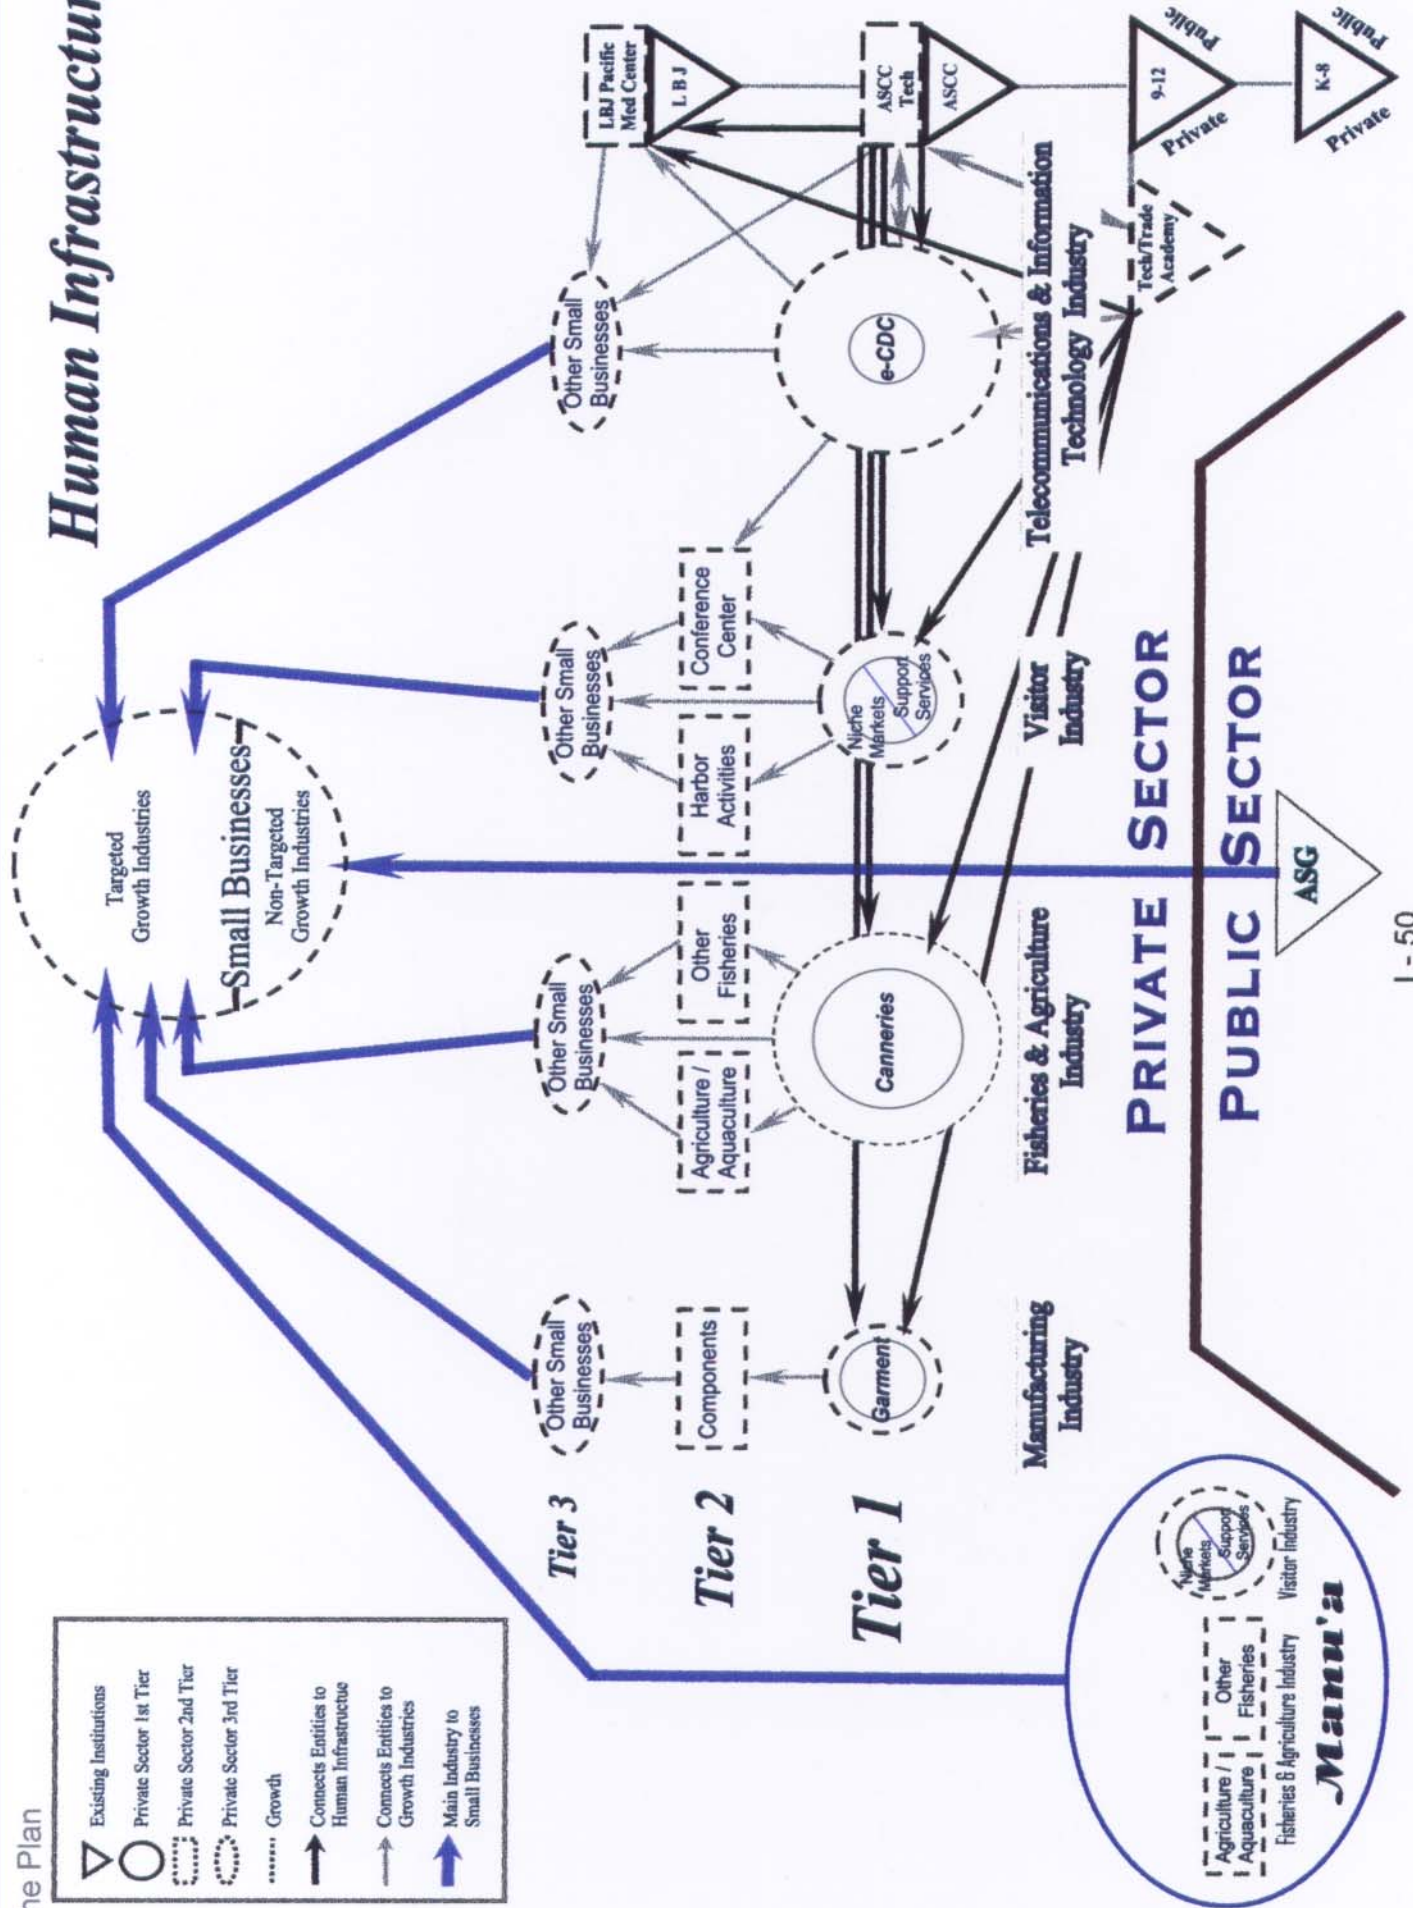 ne Plan
Human Infrastructur
Existing Institutions
Private Sector 1st Tier
Private Sector 2nd Tier
Private Sector 3rd Tier
Growth
Connects Entities to
Human Infrastructue
Connects Entities to
Growth Industries
Main Industry to
Small Businesses
Targeted
Growth Industries
Small Businesses
Non-Targeted
Growth Industries
Tier 3
Other Small
Businesses
Other Small
Businesses
Other Small
Businesses
Other Small
Businesses
LBJ Pacific
Med Center
L B J
Tier 2
Components
Agriculture /
Aquaculture
Other
Fisheries
Harbor
Activities
Conference
Center
Tier 1
Garment
Canneries
Niche
Markets
Support
Services
e-CDC
ASCC
Tech
ASCC
Manufacturing
Industry
Fisheries & Agriculture
Industry
Visitor
Industry
Telecommunications & Information
Technology Industry
Tech/Trade
Academy
9-12
Private
Public
K-8
Private
Public
PRIVATE SECTOR
PUBLIC SECTOR
ASG
Agriculture /
Aquaculture
Other
Fisheries
Fisheries & Agriculture Industry
Niche
Markets
Support
Services
Visitor Industry
Manu'a
I - 50